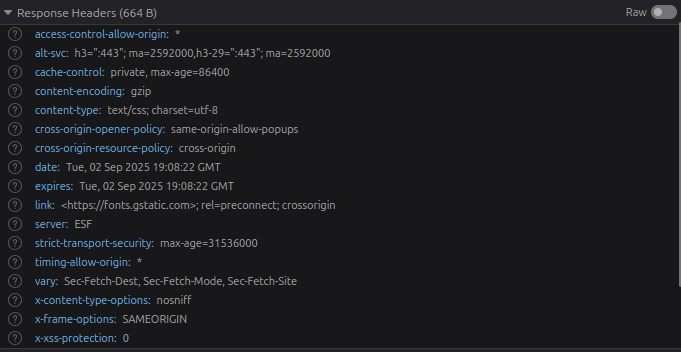 Response Headers (664 B) Raw
? access-control-allow-origin: *
? alt-svc: h3=":443"; ma=2592000,h3-29=":443"; ma=2592000
? cache-control: private, max-age=86400
? content-encoding: gzip
? content-type: text/css; charset=utf-8
? cross-origin-opener-policy: same-origin-allow-popups
? cross-origin-resource-policy: cross-origin
? date: Tue, 02 Sep 2025 19:08:22 GMT
? expires: Tue, 02 Sep 2025 19:08:22 GMT
? link: <https://fonts.gstatic.com>; rel=preconnect; crossorigin
? server: ESF
? strict-transport-security: max-age=31536000
? timing-allow-origin: *
? vary: Sec-Fetch-Dest, Sec-Fetch-Mode, Sec-Fetch-Site
? x-content-type-options: nosniff
? x-frame-options: SAMEORIGIN
? x-xss-protection: 0